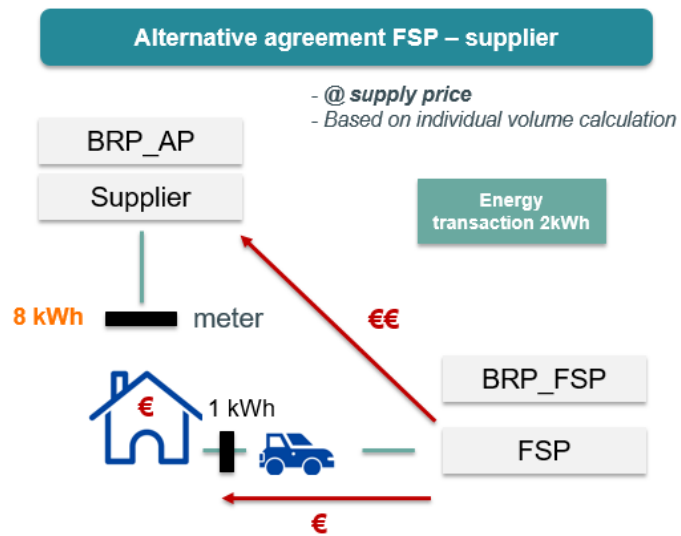 Alternative agreement FSP – supplier
- @ supply price
- Based on individual volume calculation
BRP_AP
Supplier
Energy
transaction 2kWh
8 kWh
meter
€€
BRP_FSP
€
1 kWh
FSP
€